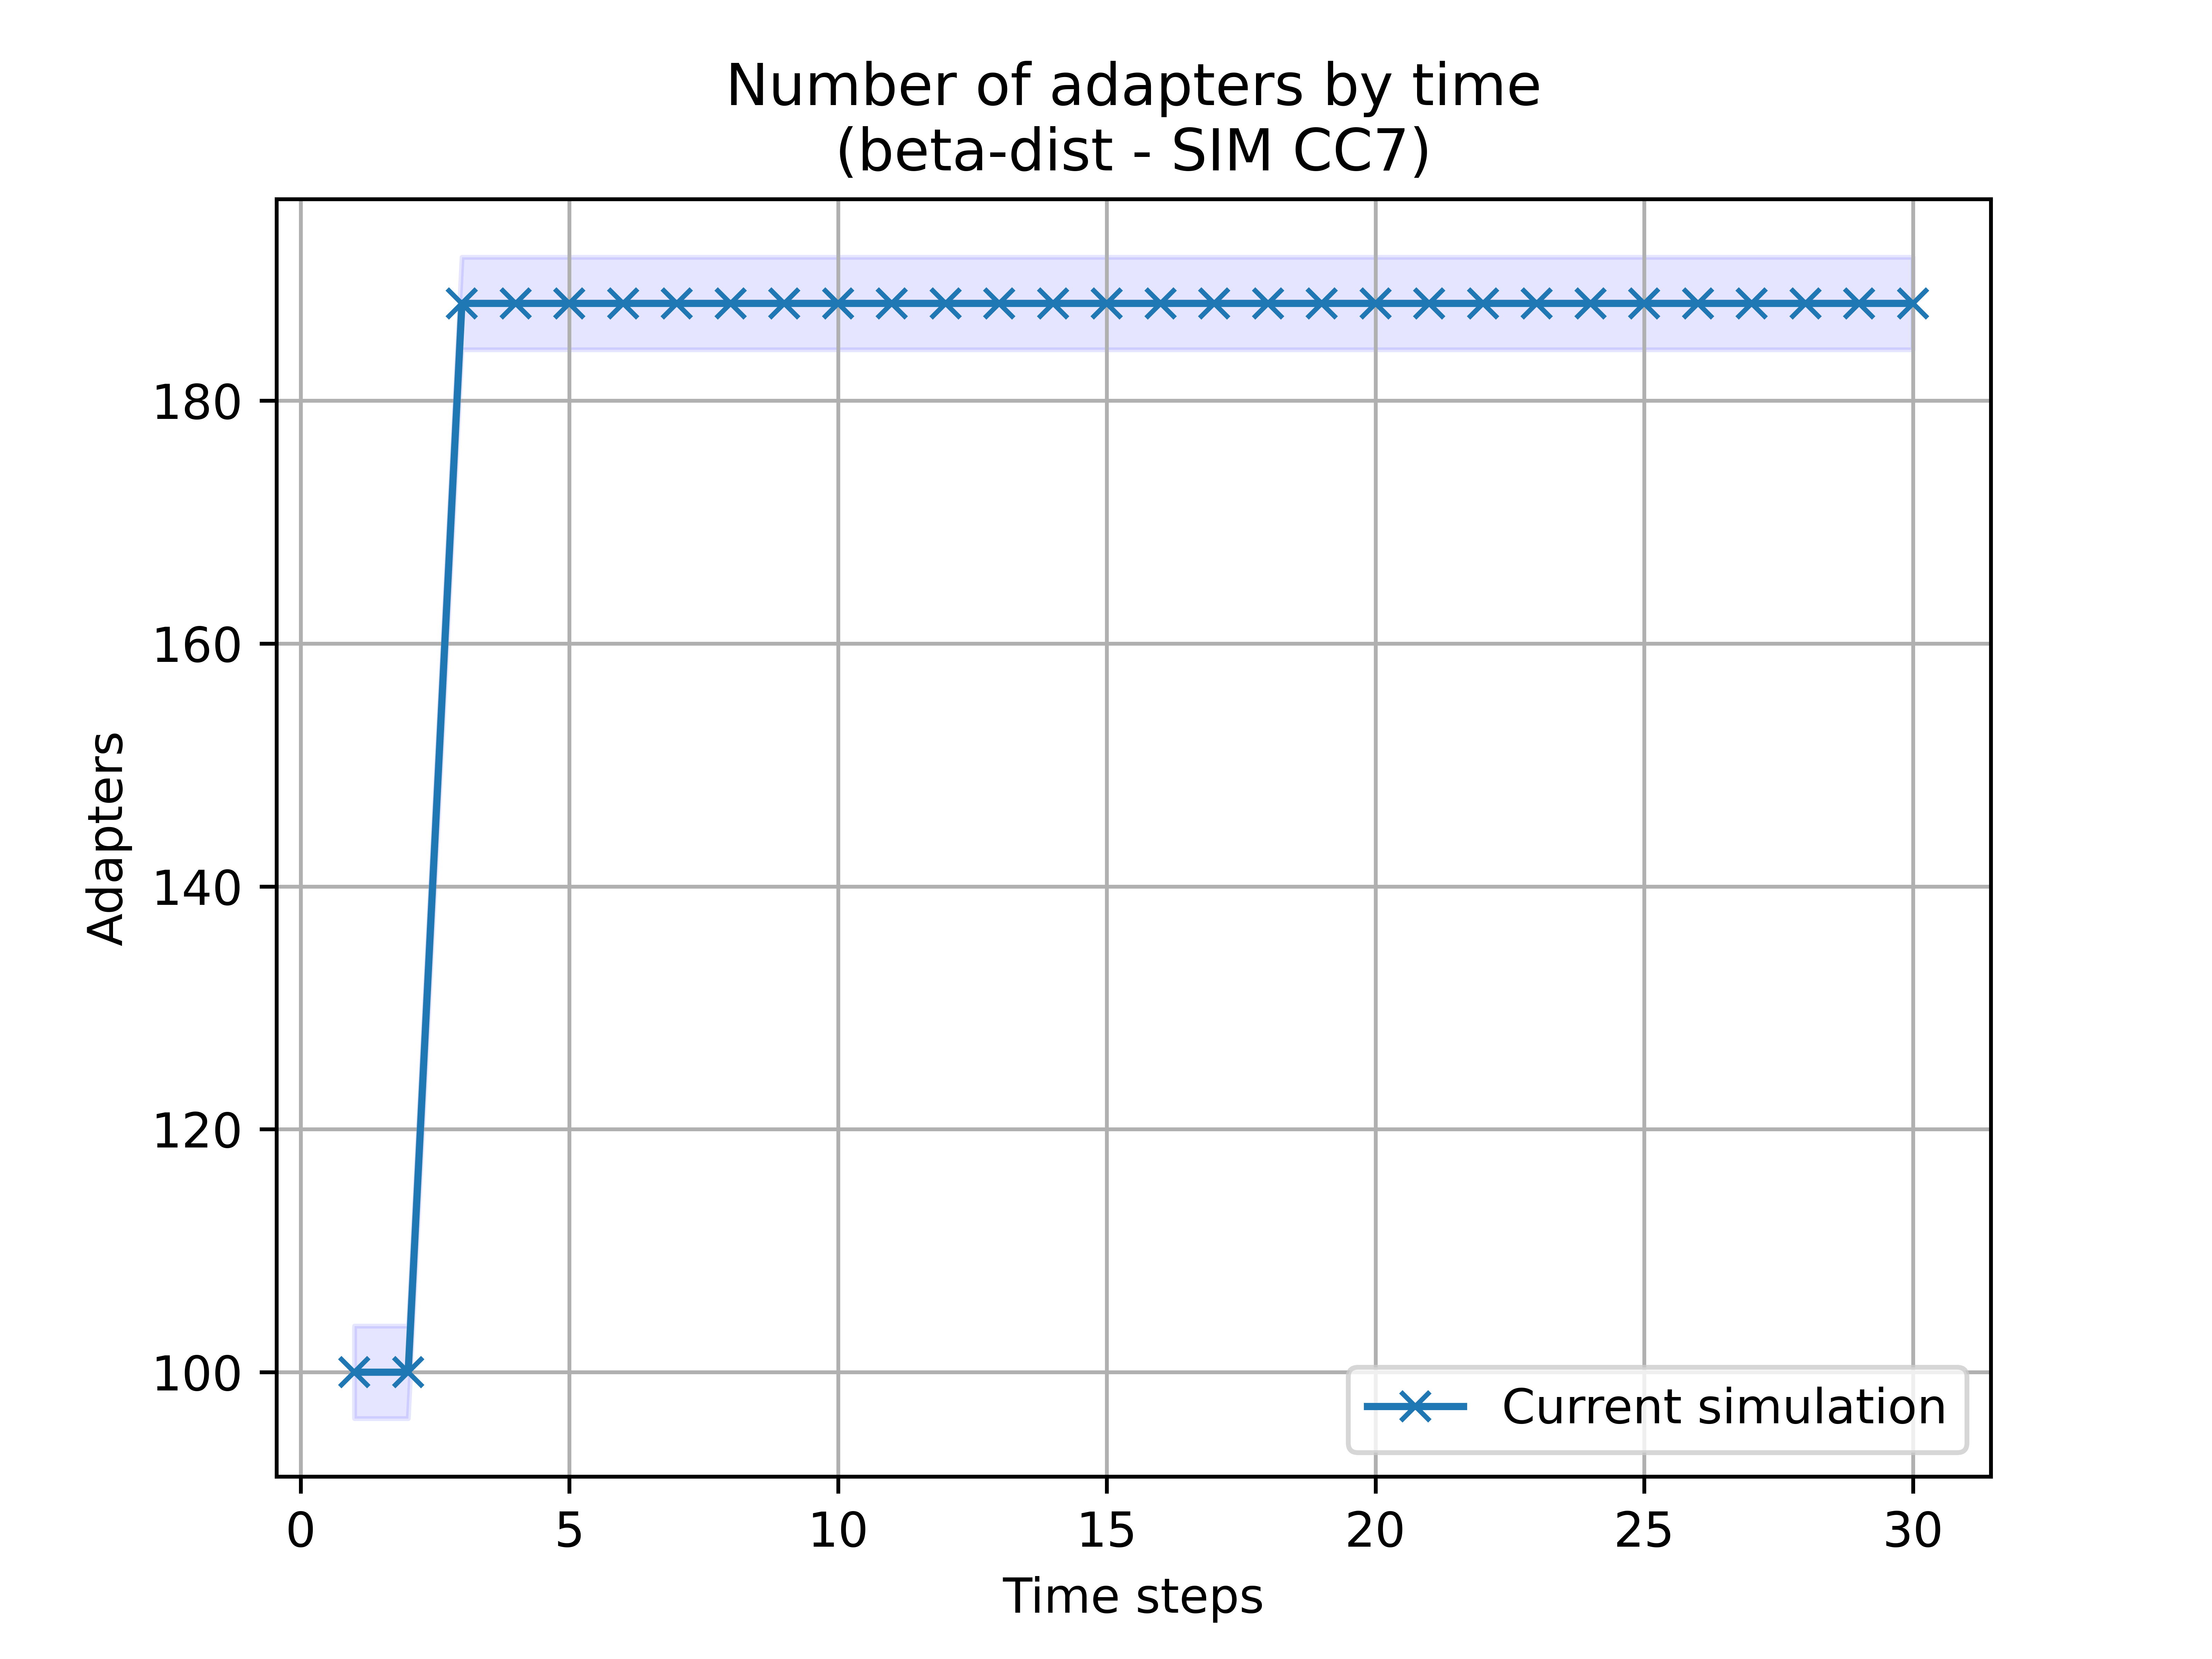 Number of adapters by time
(beta-dist - SIM CC7)
180
160
140
120
100
Adapters
Current simulation
0 5 10 15 20 25 30
Time steps